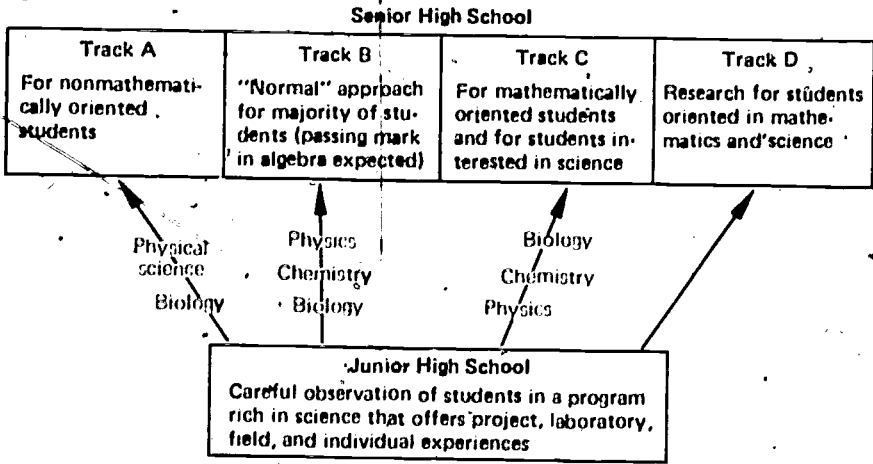 Senior High School
Track A
For nonmathemati-
cally oriented
students
Track B
"Normal" approach
for majority of stu-
dents (passing mark
in algebra expected)
Track C
For mathematically
oriented students
and for students in-
terested in science
Track D
Research for students
oriented in mathe-
matics and science
Physical
science
Biology
Physics
Chemistry
Biology
Biology
Chemistry
Physics
Junior High School
Careful observation of students in a program
rich in science that offers project, laboratory,
field, and individual experiences